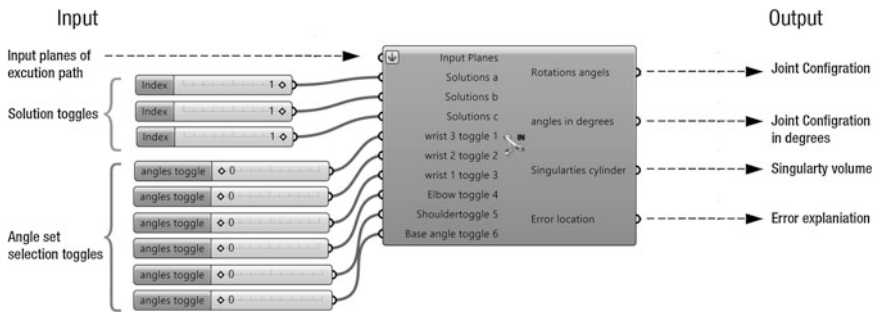 Input
Output
Input planes of
excution path
Solution toggles
Index 1
Index 1
Index 1
Angle set
selection toggles
angles toggle 0
angles toggle 0
angles toggle 0
angles toggle 0
angles toggle 0
angles toggle 0
Input Planes
Solutions a
Solutions b
Solutions c
wrist 3 toggle 1
wrist 2 toggle 2
wrist 1 toggle 3
Elbow toggle 4
Shouldertoggle 5
Base angle toggle 6
IN
Rotations angels
angles in degrees
Singularties cylinder
Error location
Joint Configration
Joint Configration
in degrees
Singularty volume
Error explaniation